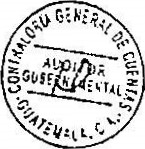 CONTRALORIA GENERAL DE CUENTAS
AUDITOR
GUBERNAMENTAL
GUATEMALA, C. A.